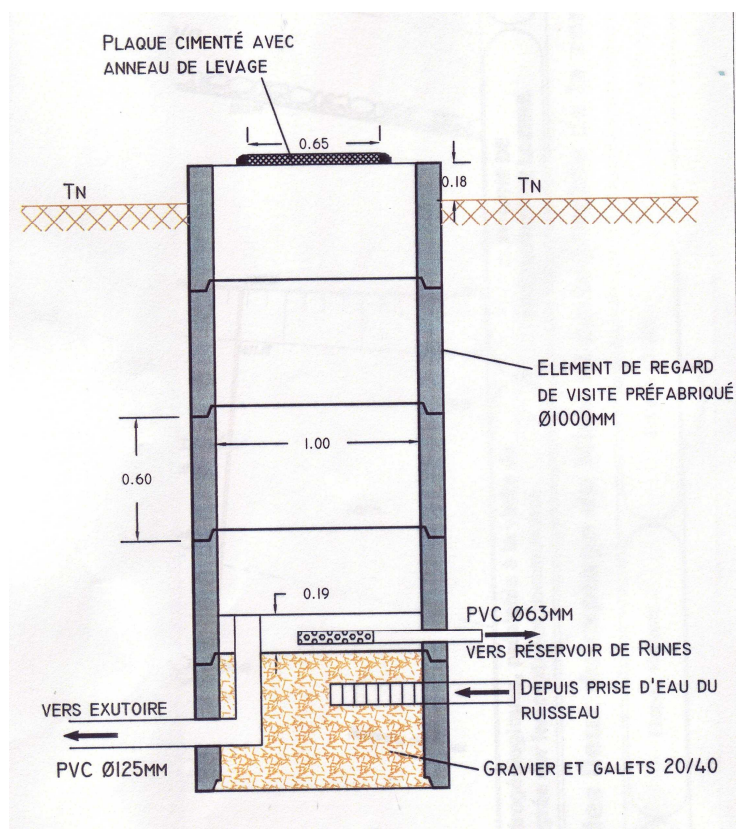 PLAQUE CIMENTÉ AVEC
ANNEAU DE LEVAGE
0.65
0.18
TN
TN
ELEMENT DE REGARD
DE VISITE PRÉFABRIQUÉ
Ø1000MM
1.00
0.60
0.19
PVC Ø63MM
VERS RÉSERVOIR DE RUNES
DEPUIS PRISE D'EAU DU
RUISSEAU
VERS EXUTOIRE
PVC Ø125MM
GRAVIER ET GALETS 20/40